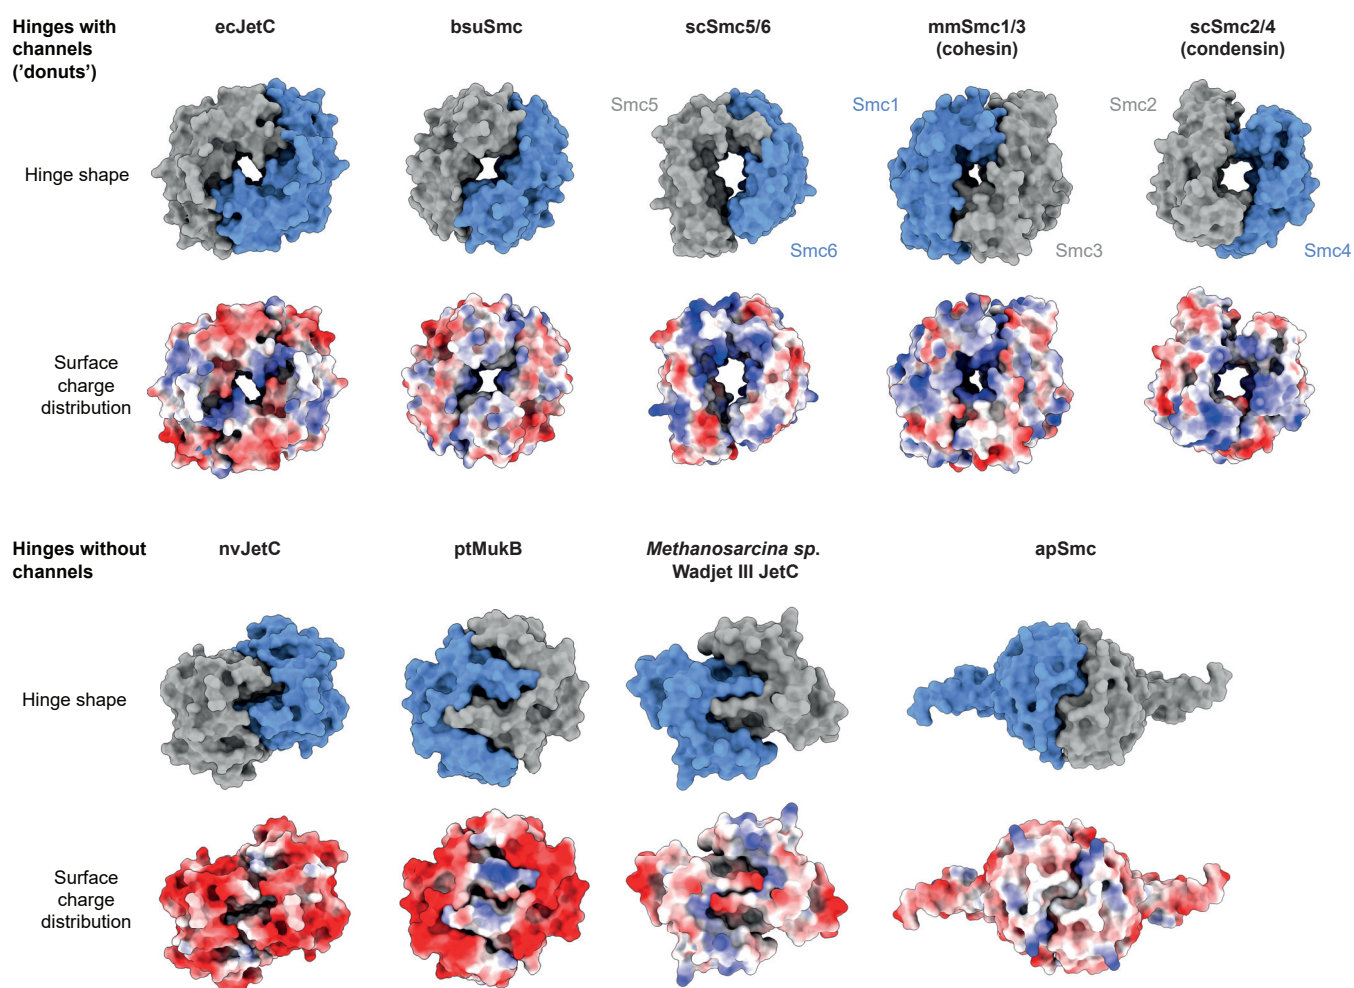 Hinges with
channels
('donuts')
ecJetC
bsuSmc
scSmc5/6
mmSmc1/3
(cohesin)
scSmc2/4
(condensin)
Hinge shape
Smc5
Smc6
Smc1
Smc3
Smc2
Smc4
Surface
charge
distribution
Hinges without
channels
nvJetC
ptMukB
Methanosarcina sp.
Wadjet III JetC
apSmc
Hinge shape
Surface
charge
distribution